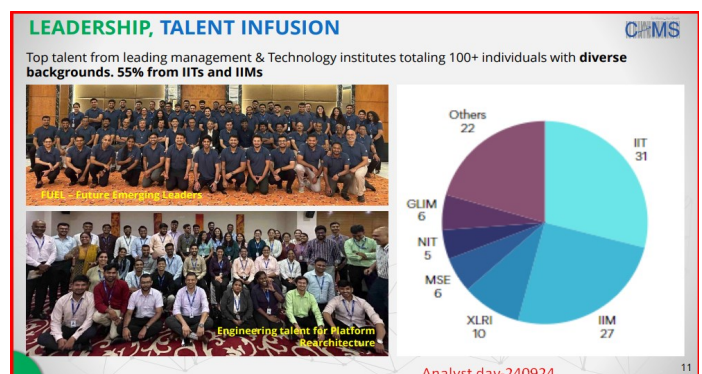 LEADERSHIP, TALENT INFUSION
CAMS
Top talent from leading management & Technology institutes totaling 100+ individuals with diverse
backgrounds. 55% from IITs and IIMs
FUEL – Future Emerging Leaders
Engineering talent for Platform
Rearchitecture
Others
22
IIT
31
GLIM
6
NIT
5
MSE
6
XLRI
10
IIM
27
Analyst day 240924
11